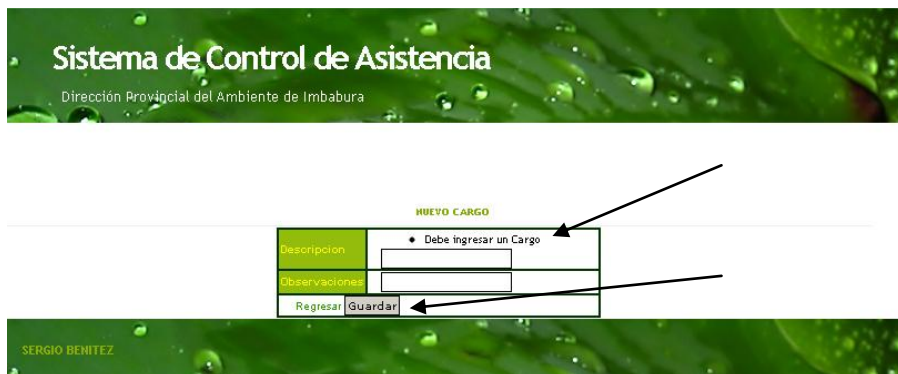 Sistema de Control de Asistencia
Dirección Provincial del Ambiente de Imbabura
NUEVO CARGO
• Debe ingresar un Cargo
Descripcion
Observaciones
Regresar Guardar
SERGIO BENITEZ